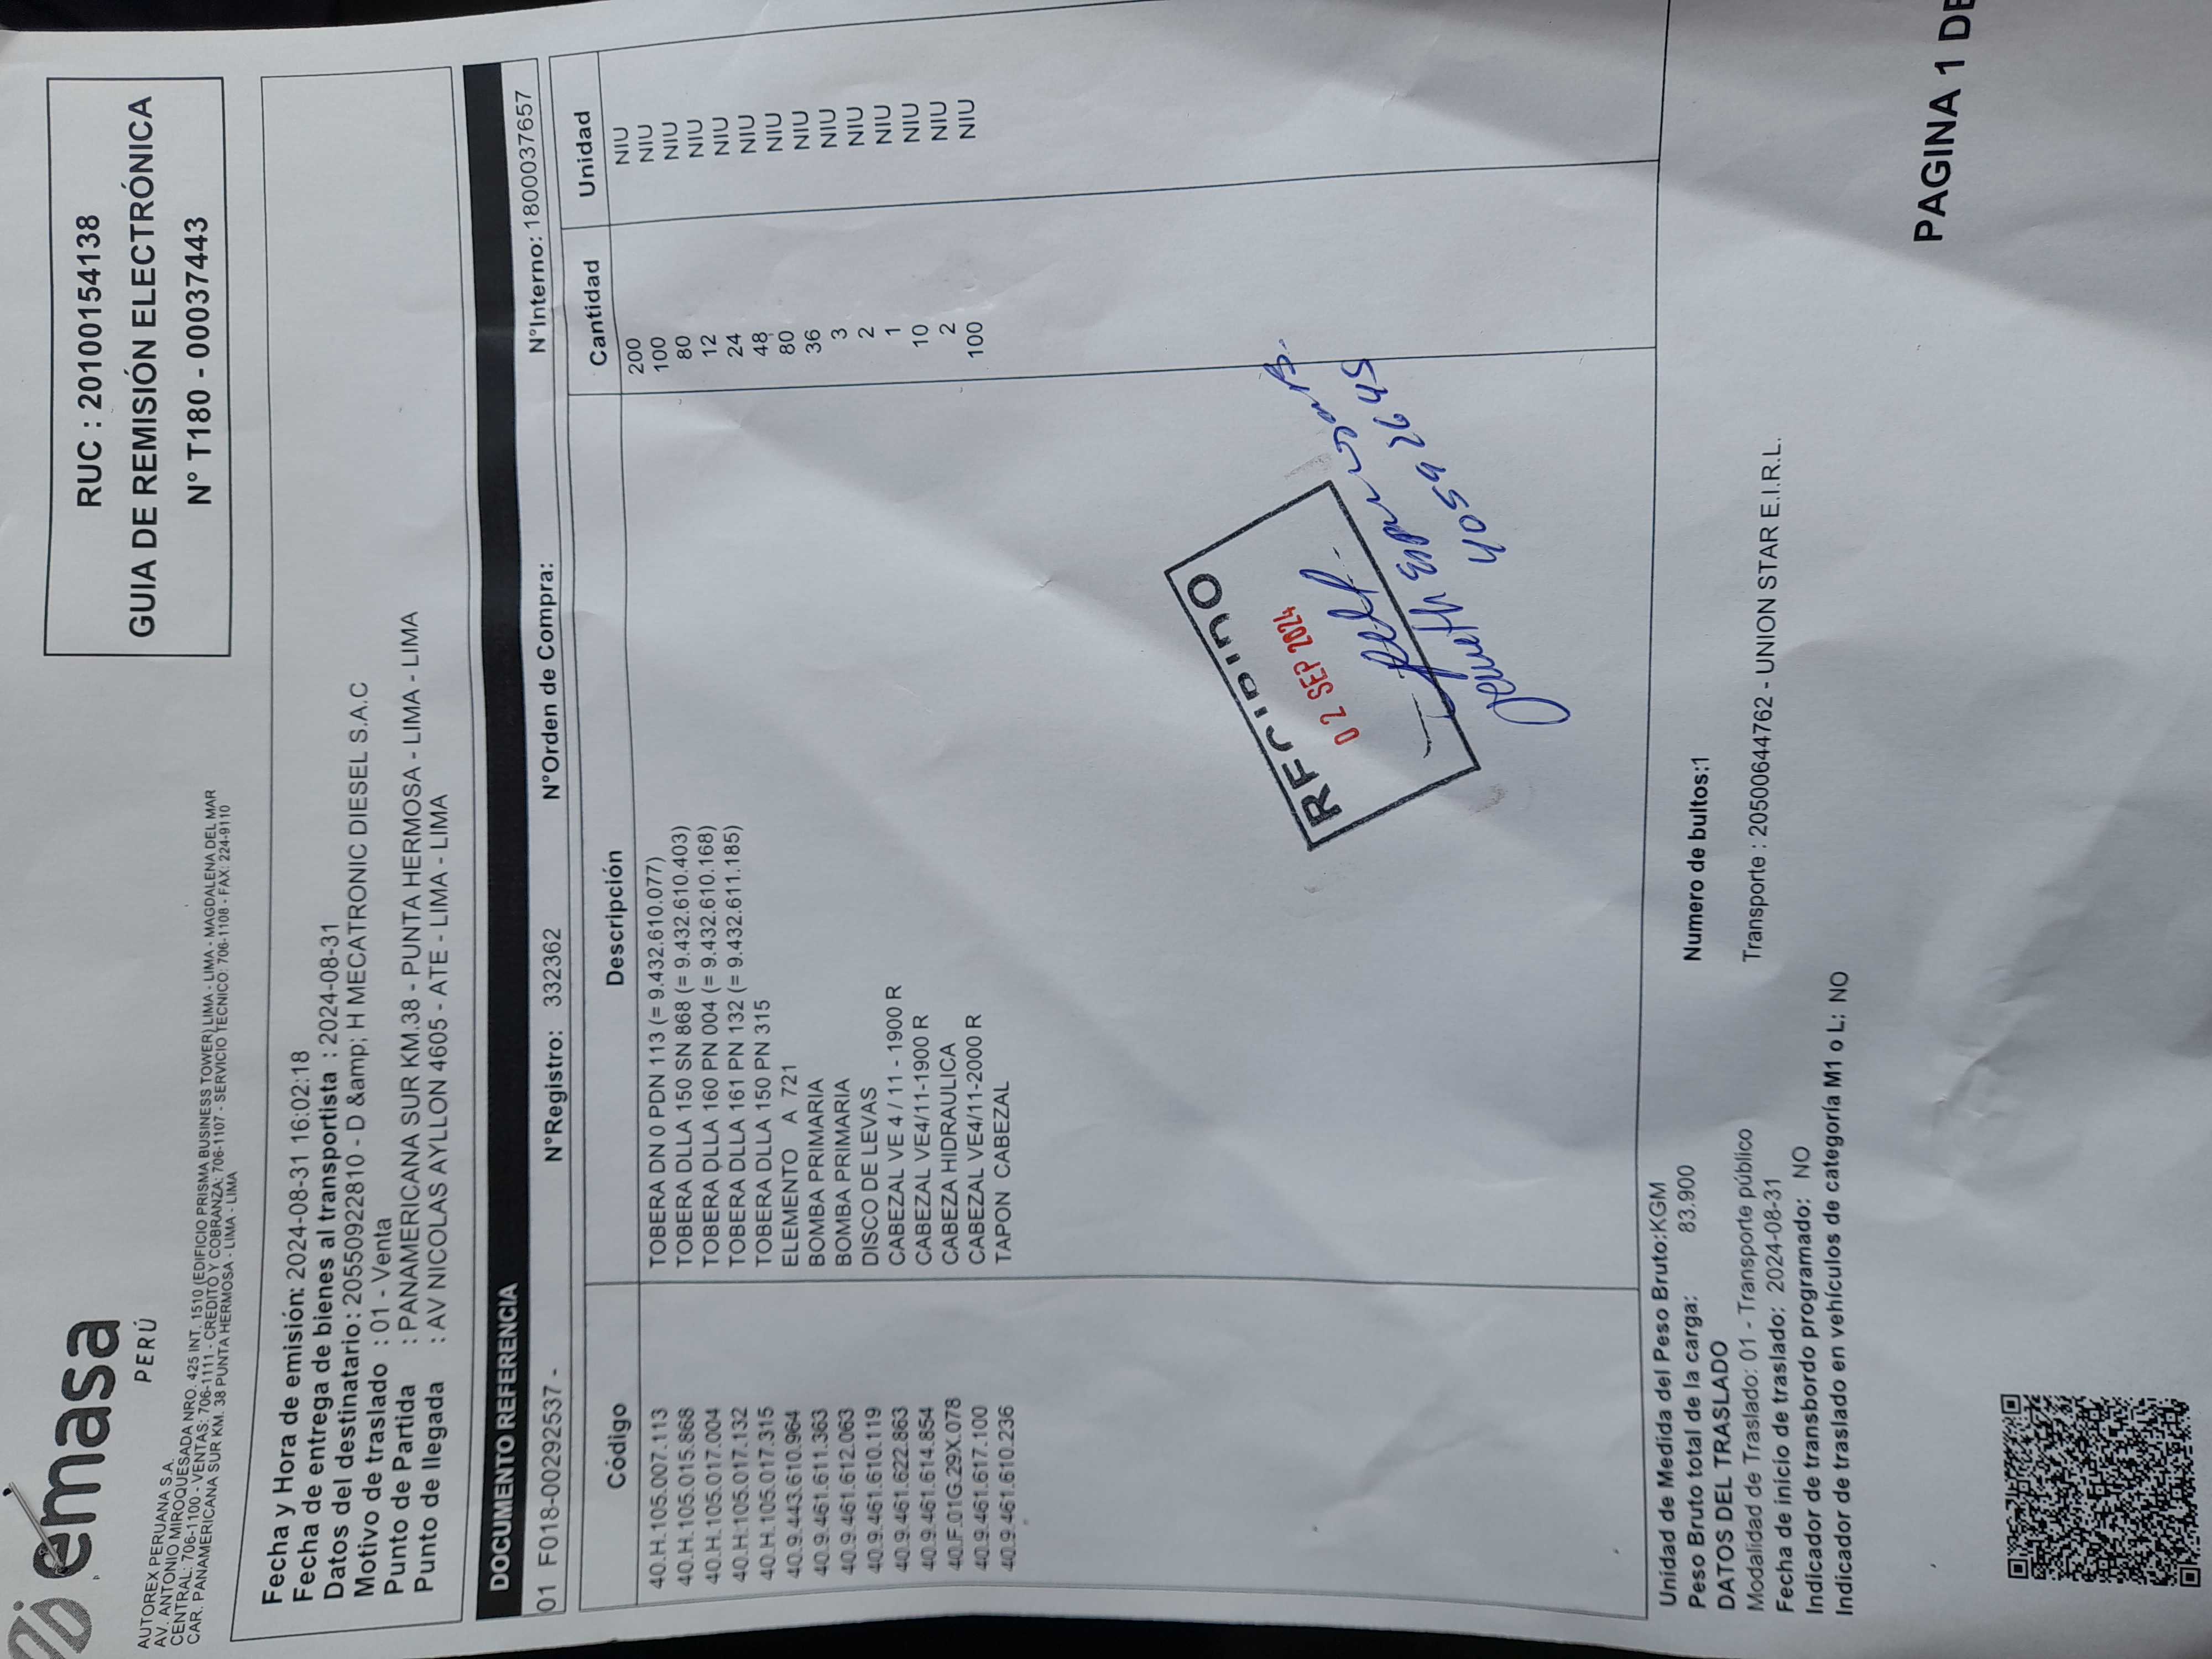 emasa
PERÚ
AUTOREX PERUANA S.A.
AV. ANTONIO MIROQUESADA NRO. 425 INT. 1510 (EDIFICIO PRISMA BUSINESS TOWER) LIMA - LIMA - MAGDALENA DEL MAR
CENTRAL: 706-1100 - VENTAS: 706-1111 - CREDITO Y COBRANZA: 706-1107 - SERVICIO TECNICO: 706-1108 - FAX: 224-9110
CAR. PANAMERICANA SUR KM. 38 PUNTA HERMOSA - LIMA - LIMA
RUC : 20100154138
GUIA DE REMISIÓN ELECTRÓNICA
N° T180 - 00037443
Fecha y Hora de emisión: 2024-08-31 16:02:18
Fecha de entrega de bienes al transportista : 2024-08-31
Datos del destinatario : 20550922810 - D &amp; H MECATRONIC DIESEL S.A.C
Motivo de traslado : 01 - Venta
Punto de Partida : PANAMERICANA SUR KM.38 - PUNTA HERMOSA - LIMA - LIMA
Punto de llegada : AV NICOLAS AYLLON 4605 - ATE - LIMA - LIMA
DOCUMENTO REFERENCIA
01 F018-00292537 - N°Registro: 332362 N°Orden de Compra: N°Interno: 1800037657
Código Descripción Cantidad Unidad
40.H.105.007.113 TOBERA DN 0 PDN 113 (= 9.432.610.077) 200 NIU
40.H.105.015.868 TOBERA DLLA 150 SN 868 (= 9.432.610.403) 100 NIU
40.H.105.017.004 TOBERA DLLA 160 PN 004 (= 9.432.610.168) 80 NIU
40.H.105.017.132 TOBERA DLLA 161 PN 132 (= 9.432.611.185) 12 NIU
40.H.105.017.315 TOBERA DLLA 150 PN 315 24 NIU
40.9.443.610.964 ELEMENTO A 721 48 NIU
40.9.461.611.363 BOMBA PRIMARIA 80 NIU
40.9.461.612.063 BOMBA PRIMARIA 36 NIU
40.9.461.610.119 DISCO DE LEVAS 3 NIU
40.9.461.622.863 CABEZAL VE 4 / 11 - 1900 R 2 NIU
40.9.461.614.854 CABEZAL VE4/11-1900 R 1 NIU
40.F.01G.29X.078 CABEZA HIDRAULICA 10 NIU
40.9.461.617.100 CABEZAL VE4/11-2000 R 2 NIU
40.9.461.610.236 TAPON CABEZAL 100 NIU
RECIBIDO
02 SEP 2024
Unidad de Medida del Peso Bruto:KGM
Peso Bruto total de la carga: 83.900 Numero de bultos:1
DATOS DEL TRASLADO
Modalidad de Traslado: 01 - Transporte público Transporte : 20500644762 - UNION STAR E.I.R.L.
Fecha de inicio de traslado: 2024-08-31
Indicador de transbordo programado: NO
Indicador de traslado en vehículos de categoría M1 o L: NO
PAGINA 1 DE